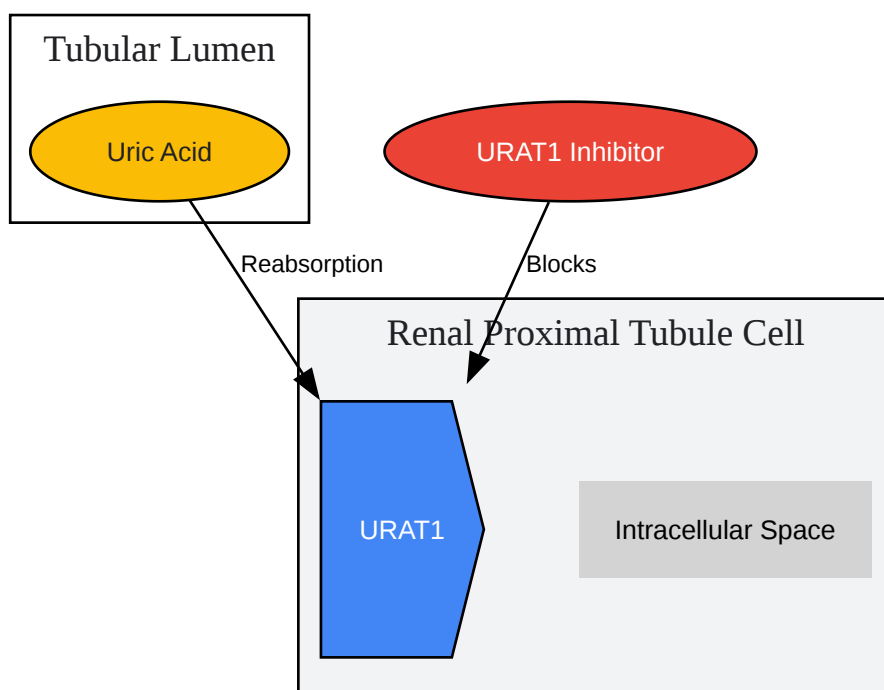 Tubular Lumen
Uric Acid
URAT1 Inhibitor
Reabsorption
Blocks
Renal Proximal Tubule Cell
URAT1
Intracellular Space